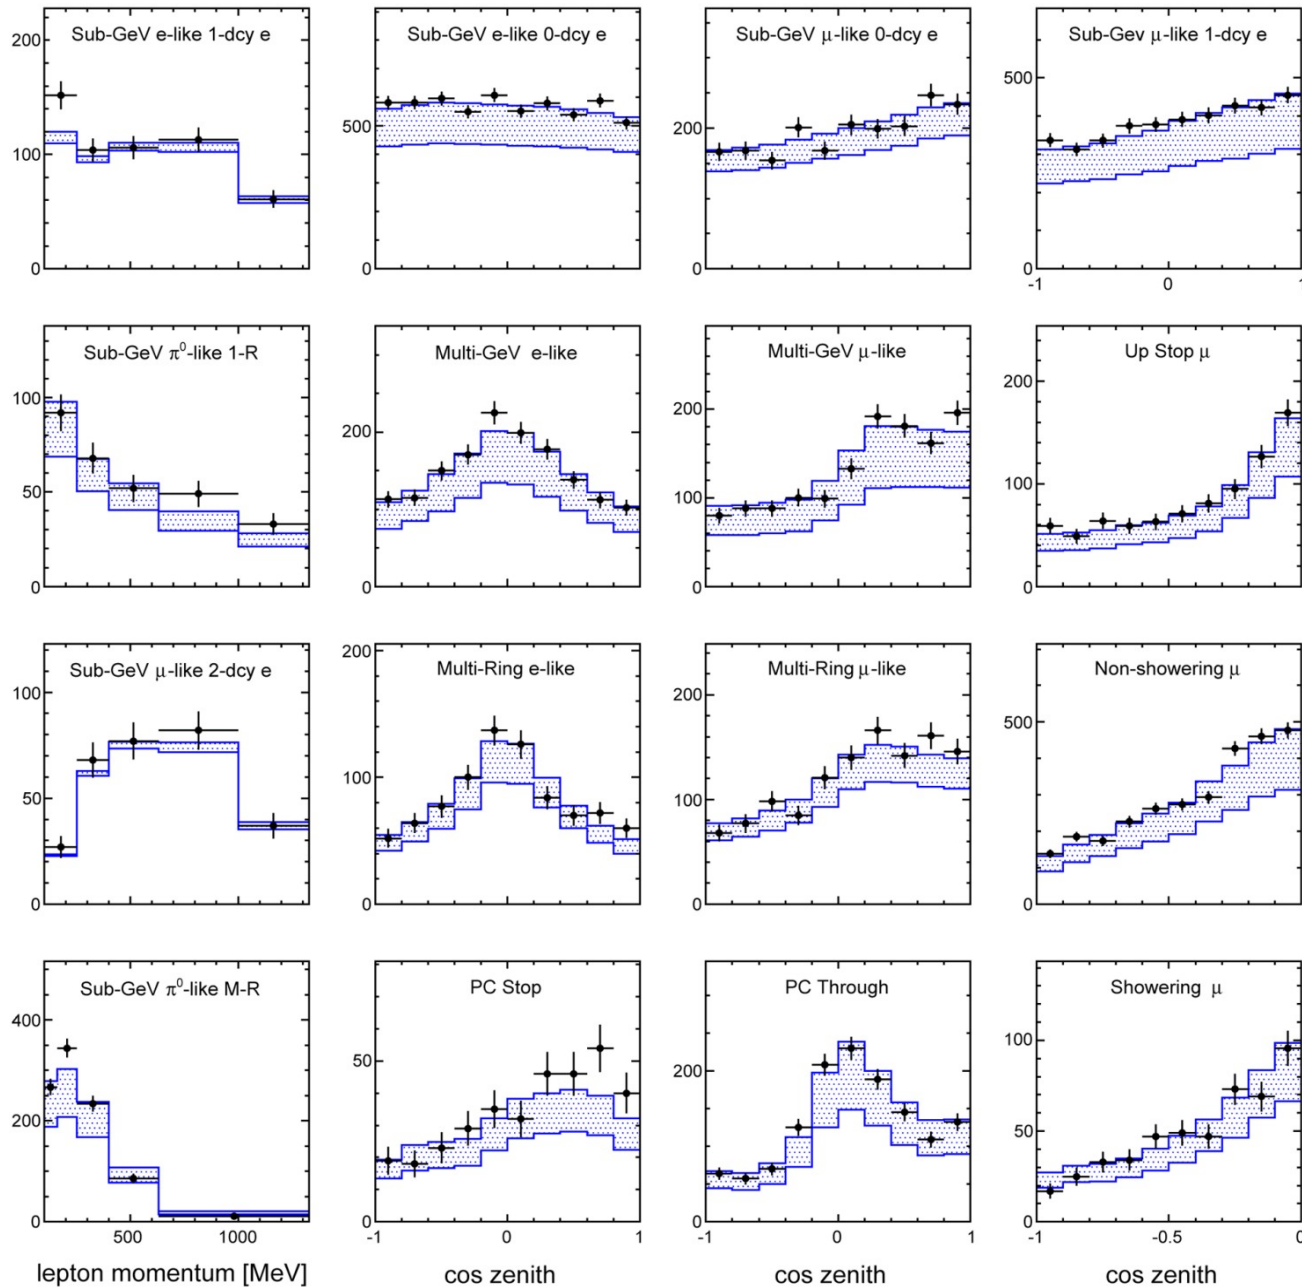 Sub-GeV e-like 1-dcy e
200
100
0
Sub-GeV e-like 0-dcy e
500
0
Sub-GeV μ-like 0-dcy e
200
0
Sub-Gev μ-like 1-dcy e
500
0
-1 0 1
Sub-GeV π⁰-like 1-R
100
50
0
Multi-GeV e-like
200
0
Multi-GeV μ-like
200
100
0
Up Stop μ
200
100
0
Sub-GeV μ-like 2-dcy e
100
50
0
Multi-Ring e-like
200
100
0
Multi-Ring μ-like
200
100
0
Non-showering μ
500
0
Sub-GeV π⁰-like M-R
400
200
0
500 1000
lepton momentum [MeV]
PC Stop
50
0
-1 0 1
cos zenith
PC Through
200
0
-1 0 1
cos zenith
Showering μ
100
50
0
-1 -0.5 0
cos zenith